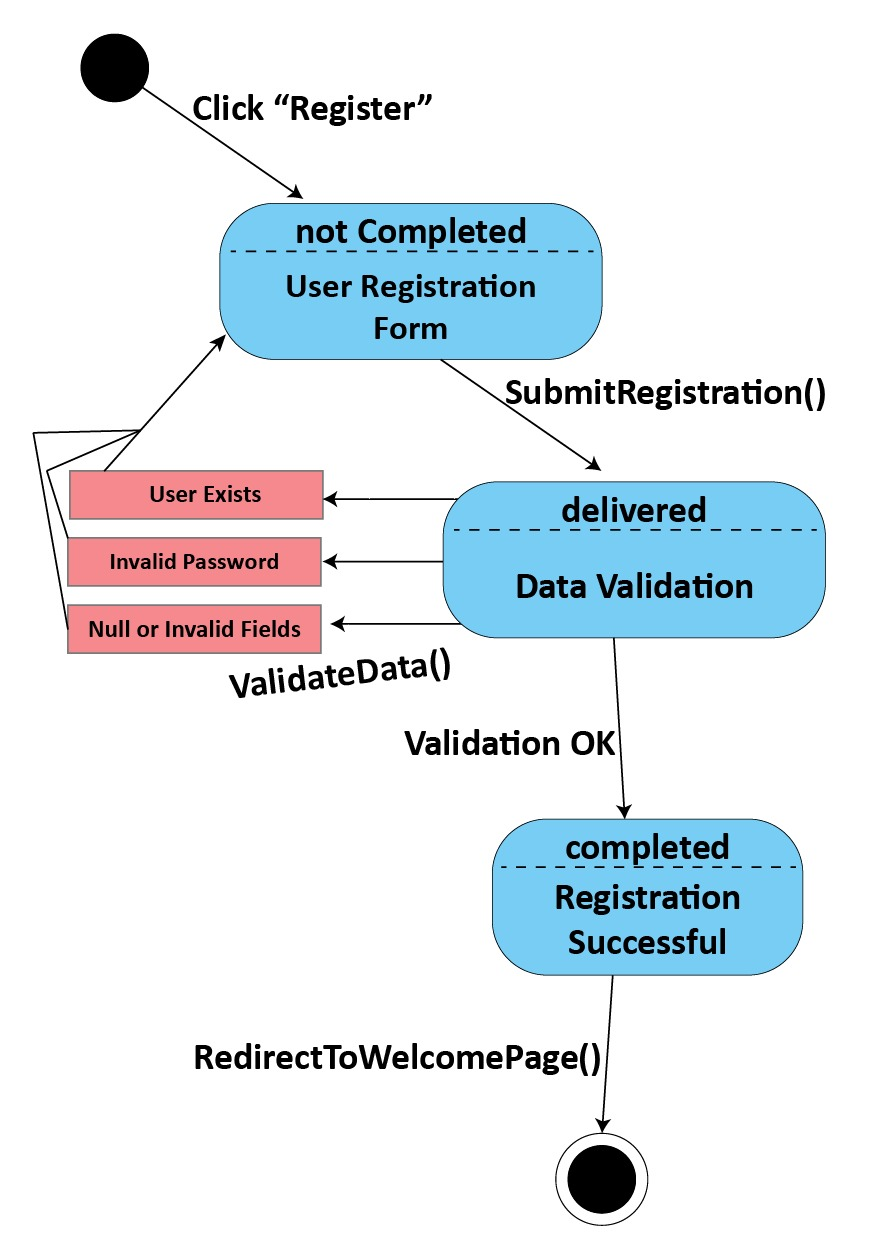 Click “Register”
not Completed
User Registration
Form
SubmitRegistration()
User Exists
delivered
Invalid Password
Data Validation
Null or Invalid Fields
ValidateData()
Validation OK
completed
Registration
Successful
RedirectToWelcomePage()